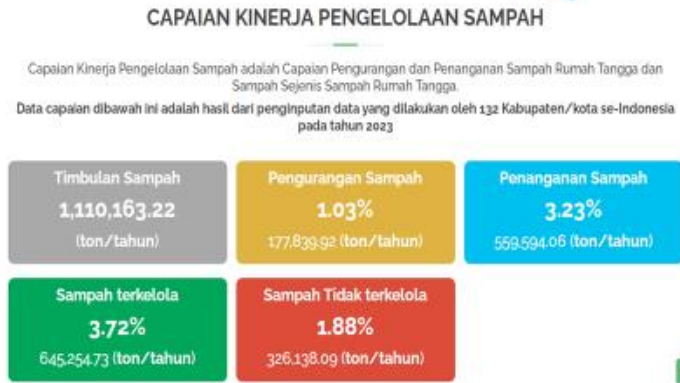 CAPAIAN KINERJA PENGELOLAAN SAMPAH
Capaian Kinerja Pengelolaan Sampah adalah Capaian Pengurangan dan Penanganan Sampah Rumah Tangga dan
Sampah Sejenis Sampah Rumah Tangga.
Data capaian dibawah ini adalah hasil dari penginputan data yang dilakukan oleh 132 Kabupaten/kota se-Indonesia
pada tahun 2023
Timbulan Sampah
1,110,163.22
(ton/tahun)
Pengurangan Sampah
1.03%
177,839.92 (ton/tahun)
Penanganan Sampah
3.23%
559,594.06 (ton/tahun)
Sampah terkelola
3.72%
645,254.73 (ton/tahun)
Sampah Tidak terkelola
1.88%
326,138.09 (ton/tahun)